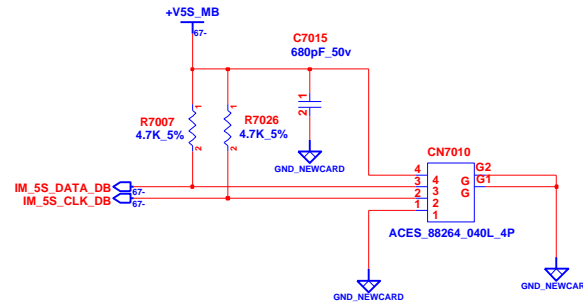 +V5S_MB
67-
C7015
680pF_50v
1
2
R7007
4.7K_5%
1
2
R7026
4.7K_5%
1
2
GND_NEWCARD
CN7010
IM_5S_DATA_DB
67-
IM_5S_CLK_DB
67-
4
3
2
1
4
3
2
1
G
G
G2
G1
ACES_88264_040L_4P
GND_NEWCARD
GND_NEWCAR